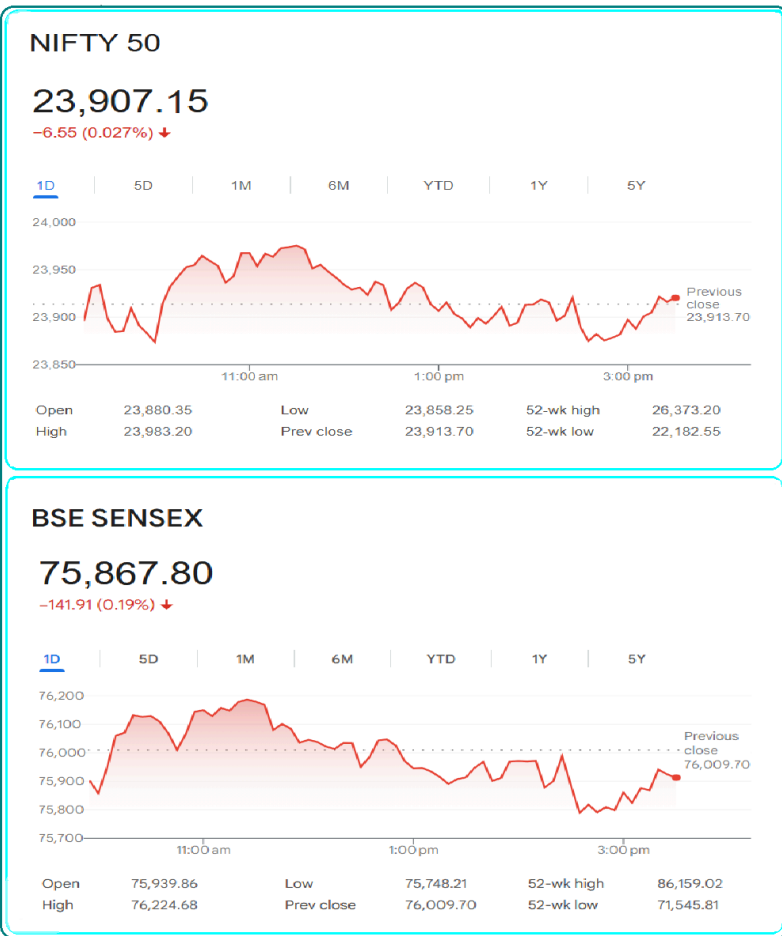 NIFTY 50
23,907.15
−6.55 (0.027%) ↓
1D 5D 1M 6M YTD 1Y 5Y
24,000
23,950
Previous
close
23,900
23,913.70
23,850
11:00 am 1:00 pm 3:00 pm
Open 23,880.35 Low 23,858.25 52-wk high 26,373.20
High 23,983.20 Prev close 23,913.70 52-wk low 22,182.55
BSE SENSEX
75,867.80
−141.91 (0.19%) ↓
1D 5D 1M 6M YTD 1Y 5Y
76,200
76,100
Previous
76,000
close
76,009.70
75,900
75,800
75,700
11:00 am 1:00 pm 3:00 pm
Open 75,939.86 Low 75,748.21 52-wk high 86,159.02
High 76,224.68 Prev close 76,009.70 52-wk low 71,545.81